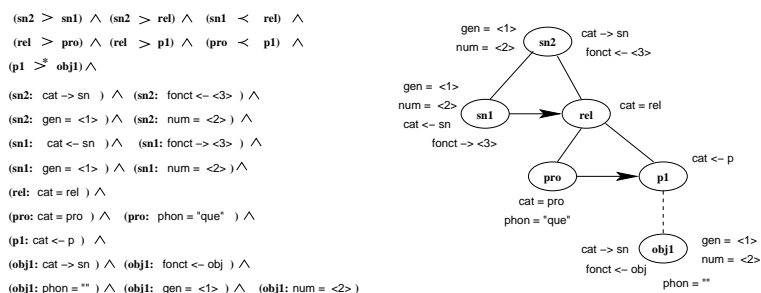 (sn2 > sn1) ∧ (sn2 > rel) ∧ (sn1 ≺ rel) ∧
(rel > pro) ∧ (rel > p1) ∧ (pro ≺ p1) ∧
(p1 >* obj1) ∧
(sn2: cat -> sn ) ∧ (sn2: fonct <- <3> ) ∧
(sn2: gen = <1> ) ∧ (sn2: num = <2> ) ∧
(sn1: cat <- sn ) ∧ (sn1: fonct -> <3> ) ∧
(sn1: gen = <1> ) ∧ (sn1: num = <2> ) ∧
(rel: cat = rel ) ∧
(pro: cat = pro ) ∧ (pro: phon = "que" ) ∧
(p1: cat <- p ) ∧
(obj1: cat -> sn ) ∧ (obj1: fonct <- obj ) ∧
(obj1: phon = "" ) ∧ (obj1: gen = <1> ) ∧ (obj1: num = <2> )
gen = <1>
num = <2>
sn2
cat -> sn
fonct <- <3>
gen = <1>
num = <2>
cat <- sn
fonct -> <3>
sn1
rel
cat = rel
pro
cat = pro
phon = "que"
p1
cat <- p
cat -> sn
fonct <- obj
obj1
gen = <1>
num = <2>
phon = ""